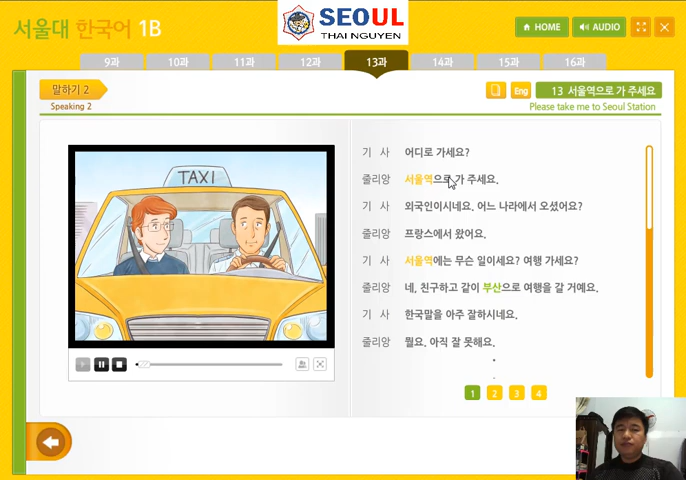 서울대 한국어 1B
SEOUL
THAI NGUYEN
HOME
AUDIO
9과
10과
11과
12과
13과
14과
15과
16과
말하기 2
Speaking 2
Eng
13 서울역으로 가 주세요
Please take me to Seoul Station
TAXI
기 사 어디로 가세요?
줄리앙 서울역으로 가 주세요.
기 사 외국인이시네요. 어느 나라에서 오셨어요?
줄리앙 프랑스에서 왔어요.
기 사 서울역에는 무슨 일이세요? 여행 가세요?
줄리앙 네, 친구하고 같이 부산으로 여행을 갈 거예요.
기 사 한국말을 아주 잘하시네요.
줄리앙 뭘요. 아직 잘 못해요.
1
2
3
4